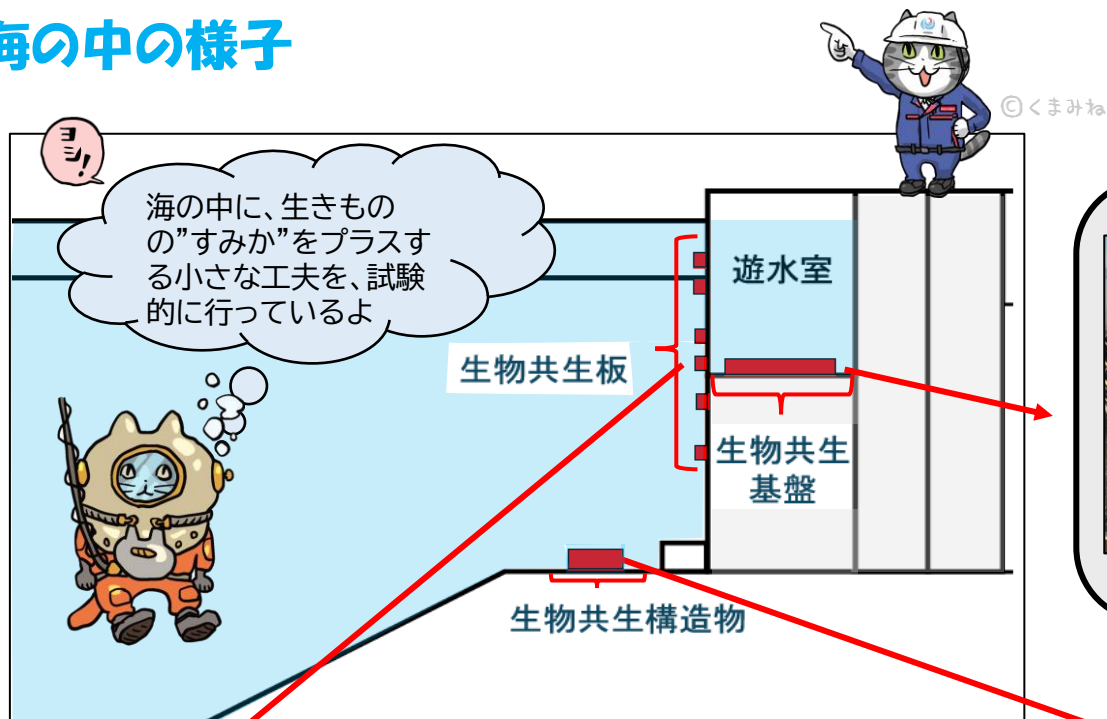 海の中の様子
©くまみね
ヨシ!
海の中に、生きもの
の”すみか”をプラスす
る小さな工夫を、試験
的に行っているよ
遊水室
生物共生板
生物共生
基盤
生物共生構造物